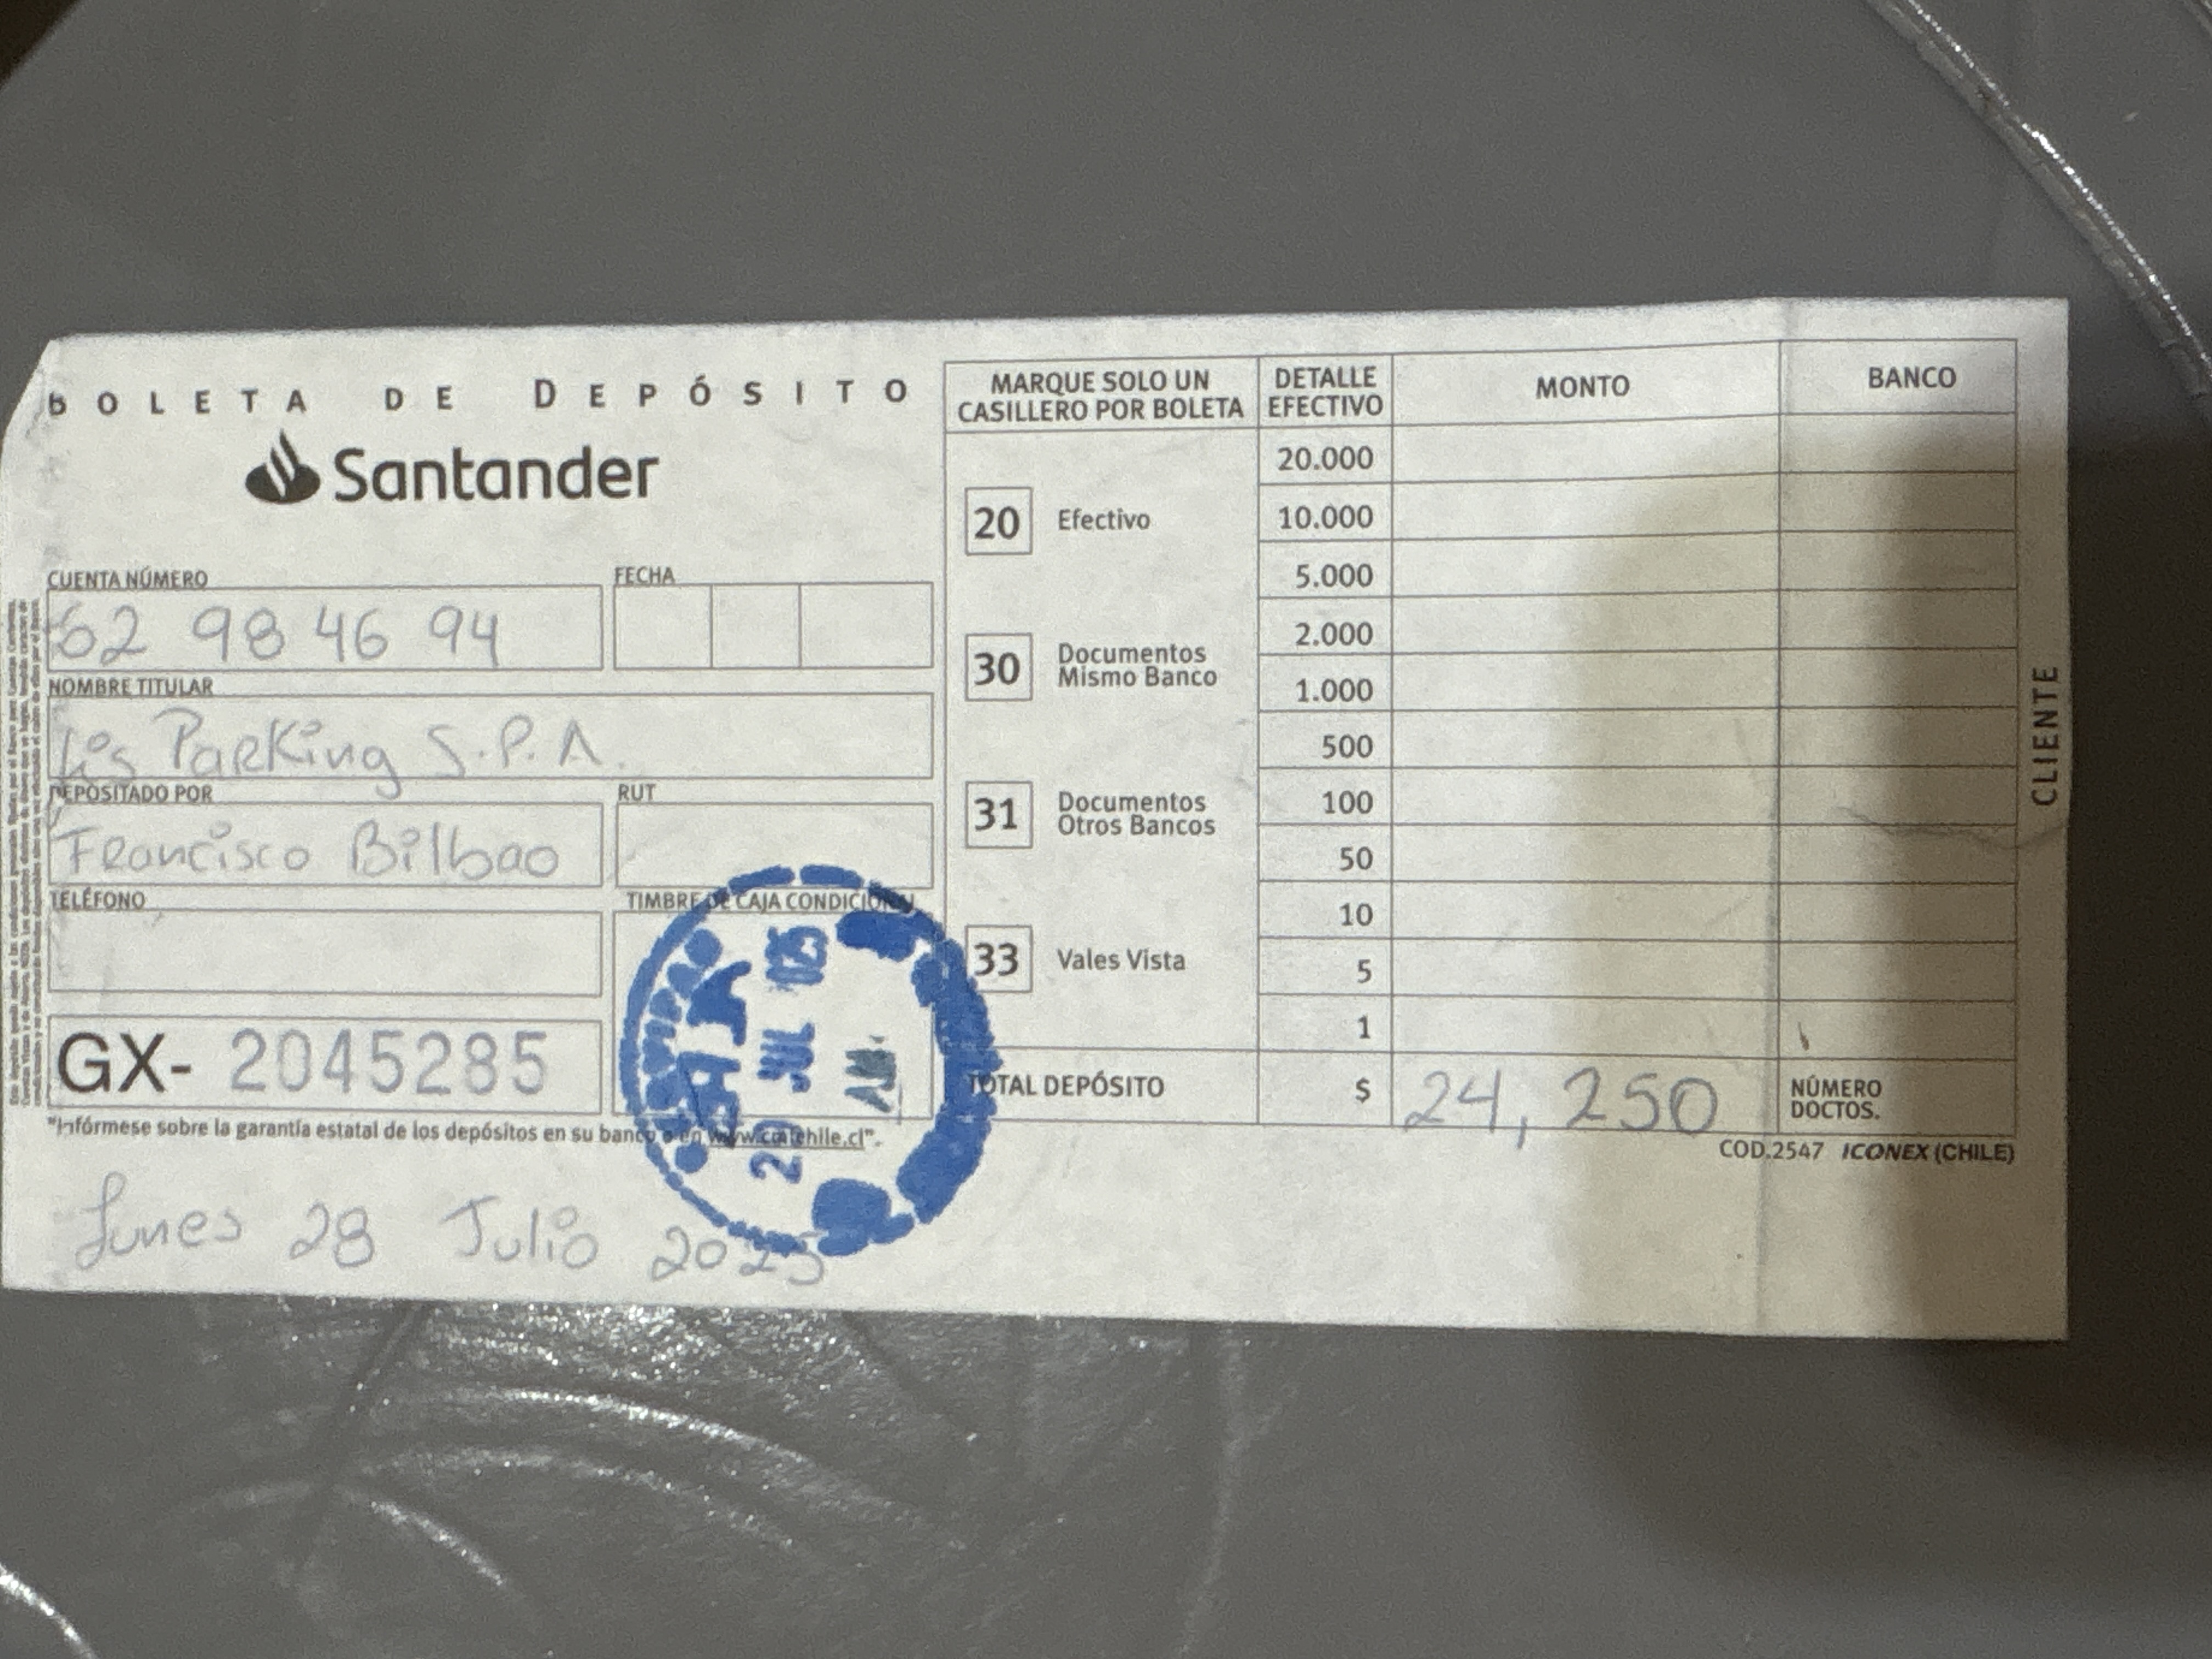 BOLETA DE DEPÓSITO
Santander
CUENTA NÚMERO
62 98 46 94
FECHA
NOMBRE TITULAR
Lis Parking S.P.A.
DEPOSITADO POR
Francisco Bilbao
RUT
TELÉFONO
TIMBRE DE CAJA CONDICIONAL
GX- 2045285
"Infórmese sobre la garantía estatal de los depósitos en su banco o en www.cmfchile.cl".
Lunes 28 Julio 2025
MARQUE SOLO UN CASILLERO POR BOLETA
20 Efectivo
30 Documentos Mismo Banco
31 Documentos Otros Bancos
33 Vales Vista
DETALLE EFECTIVO
MONTO
BANCO
20.000
10.000
5.000
2.000
1.000
500
100
50
10
5
1
TOTAL DEPÓSITO $ 24,250
NÚMERO DOCTOS.
COD.2547 ICONEX (CHILE)
CLIENTE
JUL